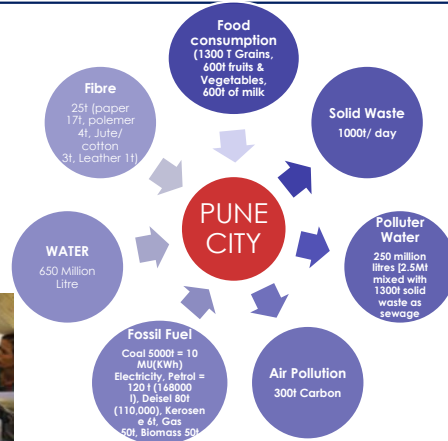 Food
consumption
(1300 T Grains,
600t fruits &
Vegetables,
600t of milk
Fibre
25t (paper
17t, polemer
4t, Jute/
cotton
3t, Leather 1t)
Solid Waste
1000t/ day
PUNE
CITY
WATER
650 Million
Litre
Polluter
Water
250 million
litres [2.5Mt
mixed with
1300t solid
waste as
sewage
Fossil Fuel
Coal 5000t = 10
MU(KWh)
Electricity, Petrol =
120 t (168000
l), Deisel 80t
(110,000), Kerosen
e 6t, Gas
50t, Biomass 50t
Air Pollution
300t Carbon